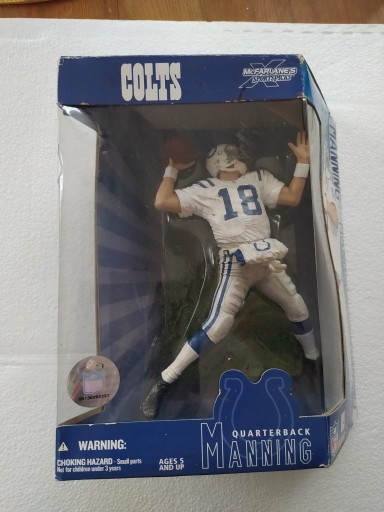 COLTS
McFARLANE'S
SPORTSPICKS
MANNING
18
QUARTERBACK
MANNING
WARNING:
CHOKING HAZARD - Small parts
Not for children under 3 years
AGES 5
AND UP